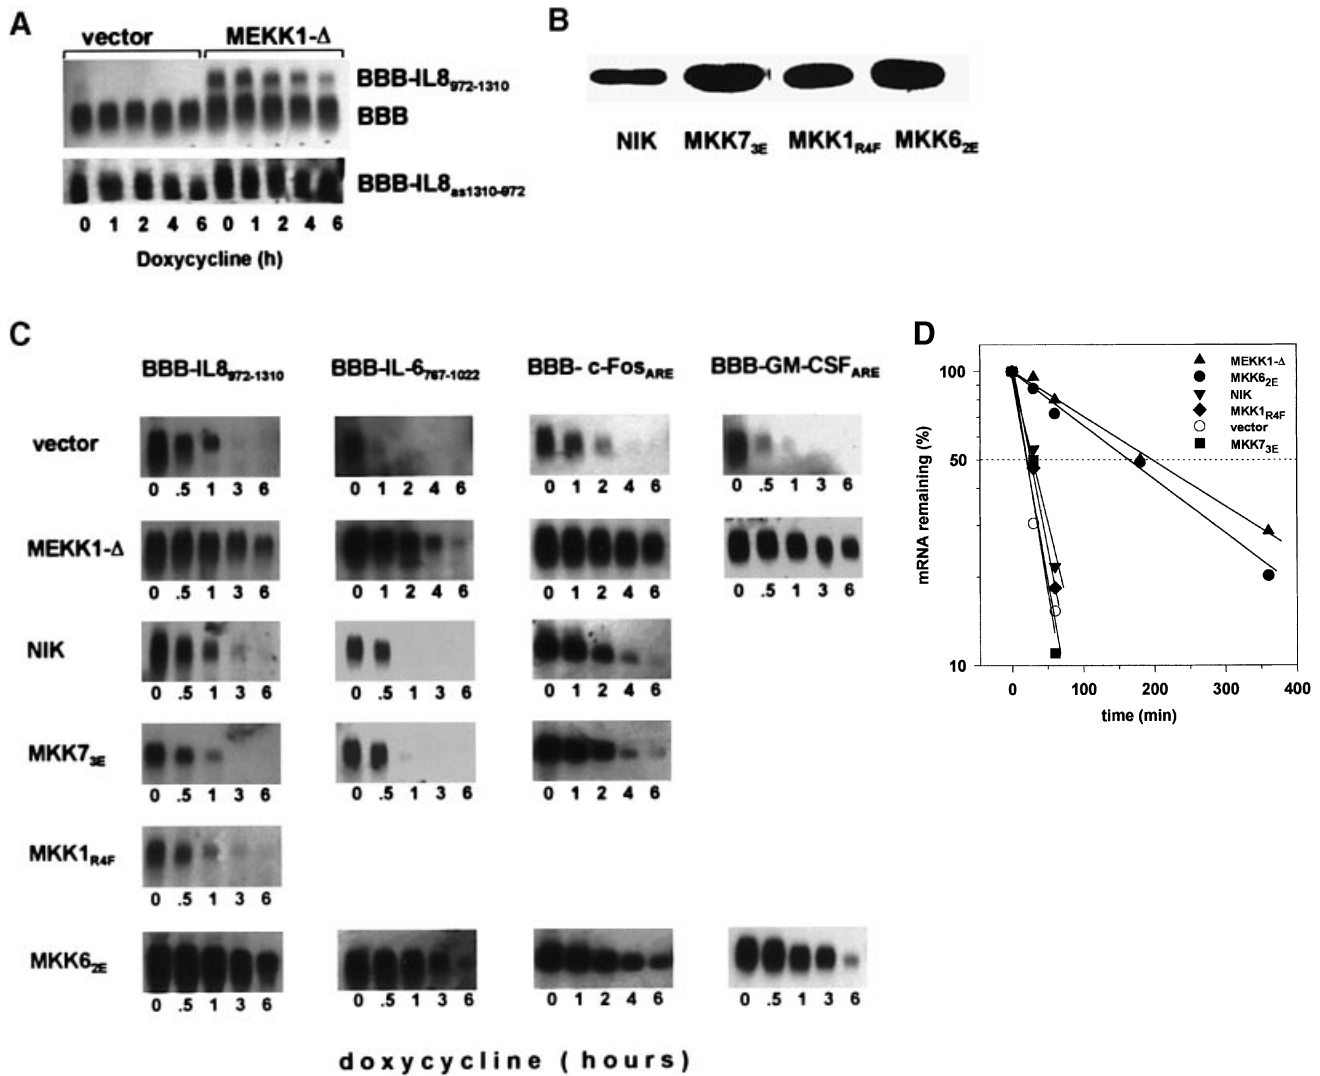 A
vector MEKK1-Δ
BBB-IL8972-1310
BBB
BBB-IL8as1310-972
0 1 2 4 6 0 1 2 4 6
Doxycycline (h)
B
NIK MKK73E MKK1R4F MKK62E
C
BBB-IL8972-1310 BBB-IL-6767-1022 BBB- c-FosARE BBB-GM-CSFARE
vector
0 .5 1 3 6 0 1 2 4 6 0 1 2 4 6 0 .5 1 3 6
MEKK1-Δ
0 .5 1 3 6 0 1 2 4 6 0 1 2 4 6 0 .5 1 3 6
NIK
0 .5 1 3 6 0 .5 1 3 6 0 1 2 4 6
MKK73E
0 .5 1 3 6 0 .5 1 3 6 0 1 2 4 6
MKK1R4F
0 .5 1 3 6
MKK62E
0 .5 1 3 6 0 .5 1 3 6 0 1 2 4 6 0 .5 1 3 6
doxycycline (hours)
D
mRNA remaining (%)
100
50
10
MEKK1-Δ
MKK62E
NIK
MKK1R4F
vector
MKK73E
0 100 200 300 400
time (min)